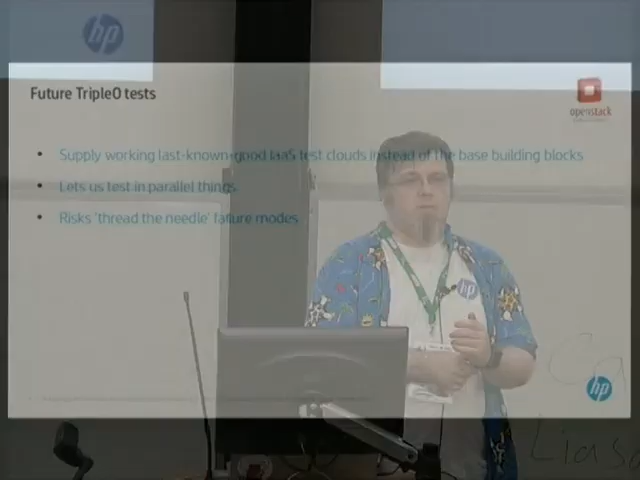 hp
Future TripleO tests
openstack
• Supply working last-known-good IaaS test clouds instead of the base building blocks
• Lets us test in parallel things.
• Risks 'thread the needle' failure modes
hp
hp